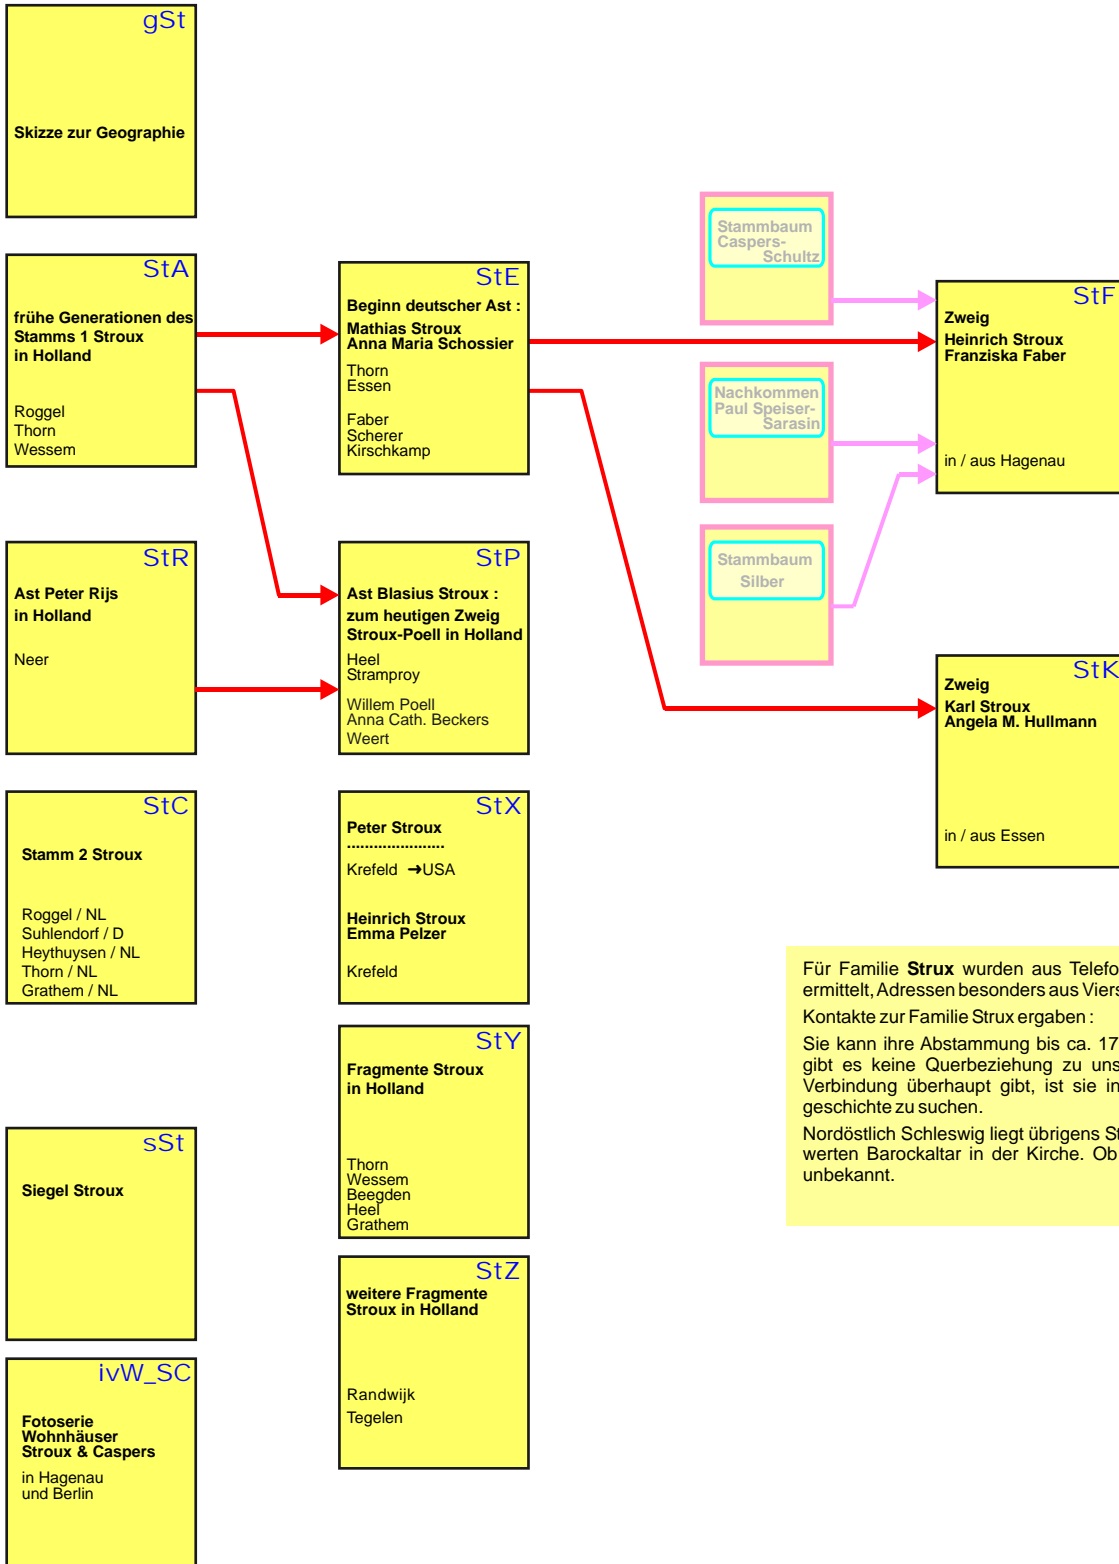 gSt
Skizze zur Geographie
StA
frühe Generationen des
Stamms 1 Stroux
in Holland
Roggel
Thorn
Wessem
StE
Beginn deutscher Ast :
Mathias Stroux
Anna Maria Schossier
Thorn
Essen
Faber
Scherer
Kirschkamp
Stammbaum
Caspers-
Schultz
Nachkommen
Paul Speiser-
Sarasin
Stammbaum
Silber
StF
Zweig
Heinrich Stroux
Franziska Faber
in / aus Hagenau
StR
Ast Peter Rijs
in Holland
Neer
StP
Ast Blasius Stroux :
zum heutigen Zweig
Stroux-Poell in Holland
Heel
Stramproy
Willem Poell
Anna Cath. Beckers
Weert
StK
Zweig
Karl Stroux
Angela M. Hullmann
in / aus Essen
StC
Stamm 2 Stroux
Roggel / NL
Suhlendorf / D
Heythuysen / NL
Thorn / NL
Grathem / NL
StX
Peter Stroux
......................
Krefeld ➔USA
Heinrich Stroux
Emma Pelzer
Krefeld
StY
Fragmente Stroux
in Holland
Thorn
Wessem
Beegden
Heel
Grathem
sSt
Siegel Stroux
StZ
weitere Fragmente
Stroux in Holland
Randwijk
Tegelen
ivW_SC
Fotoserie
Wohnhäuser
Stroux & Caspers
in Hagenau
und Berlin
Für Familie Strux wurden aus Telefo
ermittelt, Adressen besonders aus Viers
Kontakte zur Familie Strux ergaben :
Sie kann ihre Abstammung bis ca. 17
gibt es keine Querbeziehung zu uns
Verbindung überhaupt gibt, ist sie in
geschichte zu suchen.
Nordöstlich Schleswig liegt übrigens St
werten Barockaltar in der Kirche. Ob
unbekannt.